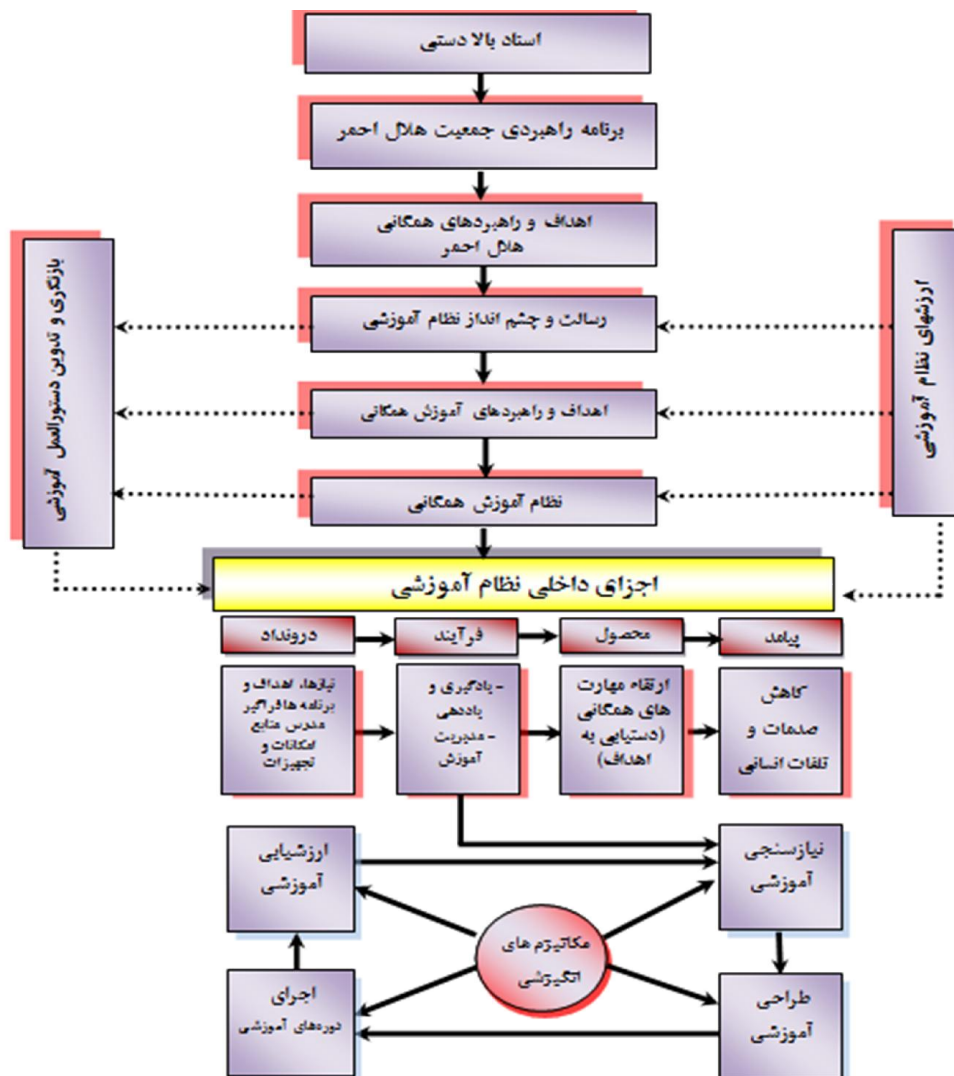 اسناد بالا دستی
برنامه راهبردی جمعیت هلال احمر
اهداف و راهبردهای همگانی
هلال احمر
رسالت و چشم انداز نظام آموزشی
اهداف و راهبردهای آموزش همگانی
نظام آموزش همگانی
ارزشهای نظام آموزشی
بازنگری و تدوین دستورالعمل آموزشی
اجزای داخلی نظام آموزشی
درونداد
فرآیند
محصول
پیامد
نیازها، اهداف و
برنامه ها فراگیر
مدرس منابع
امکانات و
تجهیزات
- یادگیری و
یاددهی
- مدیریت
آموزش
ارتقاء مهارت
های همگانی
(دستیابی به
اهداف)
کاهش
صدمات و
تلفات انسانی
ارزشیابی
آموزشی
نیازسنجی
آموزشی
مکانیزم های
انگیزشی
اجرای
دوره‌های آموزشی
طراحی
آموزشی